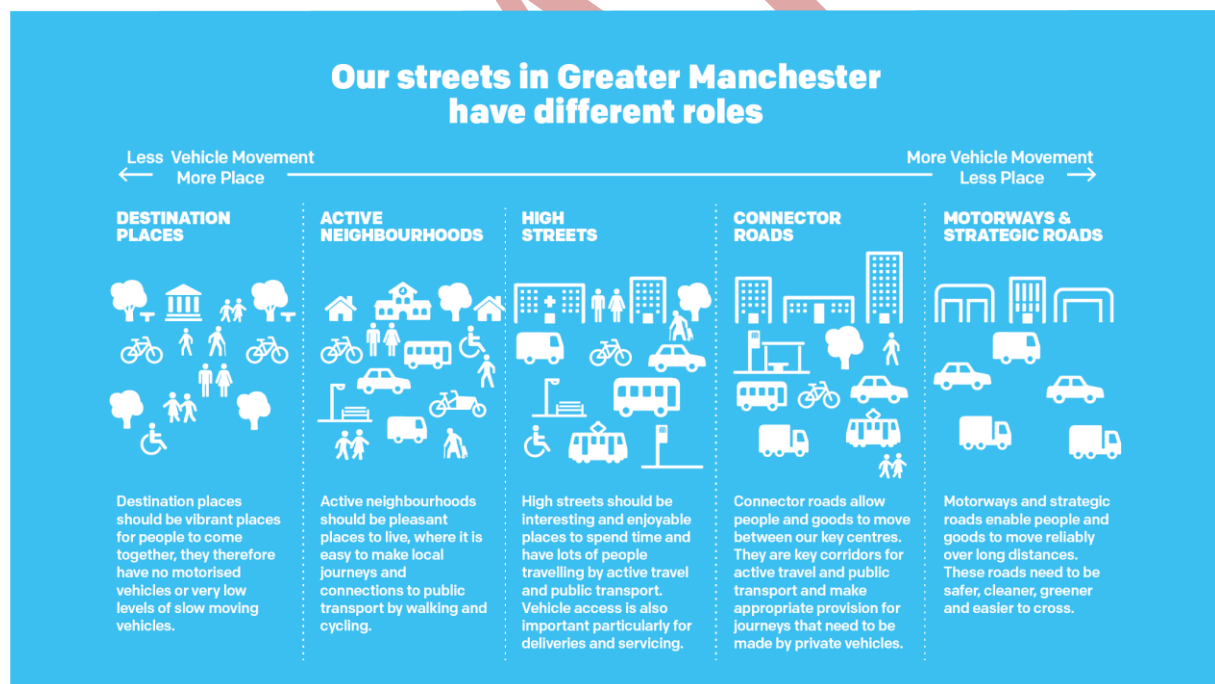 Our streets in Greater Manchester
have different roles
Less Vehicle Movement
More Place
More Vehicle Movement
Less Place
DESTINATION
PLACES
Destination places
should be vibrant places
for people to come
together, they therefore
have no motorised
vehicles or very low
levels of slow moving
vehicles.
ACTIVE
NEIGHBOURHOODS
Active neighbourhoods
should be pleasant
places to live, where it is
easy to make local
journeys and
connections to public
transport by walking and
cycling.
HIGH
STREETS
High streets should be
interesting and enjoyable
places to spend time and
have lots of people
travelling by active travel
and public transport.
Vehicle access is also
important particularly for
deliveries and servicing.
CONNECTOR
ROADS
Connector roads allow
people and goods to move
between our key centres.
They are key corridors for
active travel and public
transport and make
appropriate provision for
journeys that need to be
made by private vehicles.
MOTORWAYS &
STRATEGIC ROADS
Motorways and strategic
roads enable people and
goods to move reliably
over long distances.
These roads need to be
safer, cleaner, greener
and easier to cross.